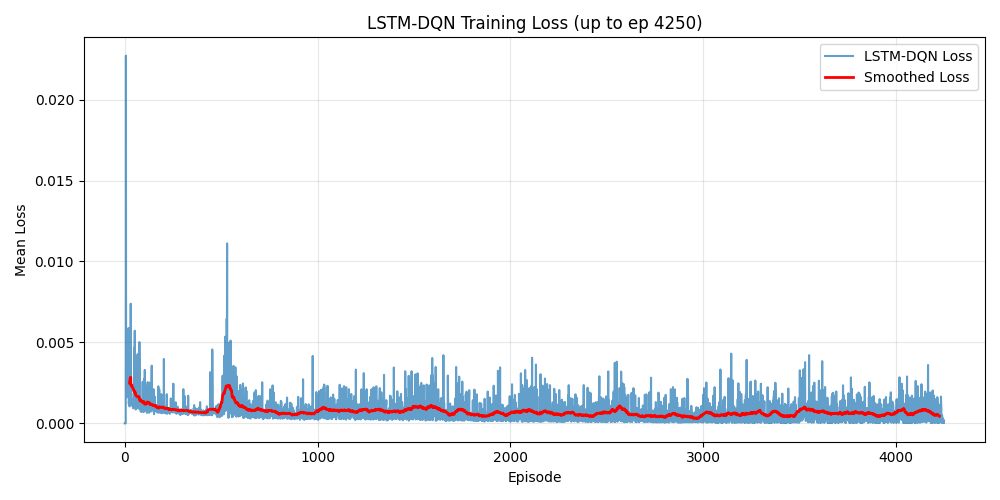 LSTM-DQN Training Loss (up to ep 4250)
LSTM-DQN Loss
Smoothed Loss
Mean Loss
0.020
0.015
0.010
0.005
0.000
0
1000
2000
3000
4000
Episode